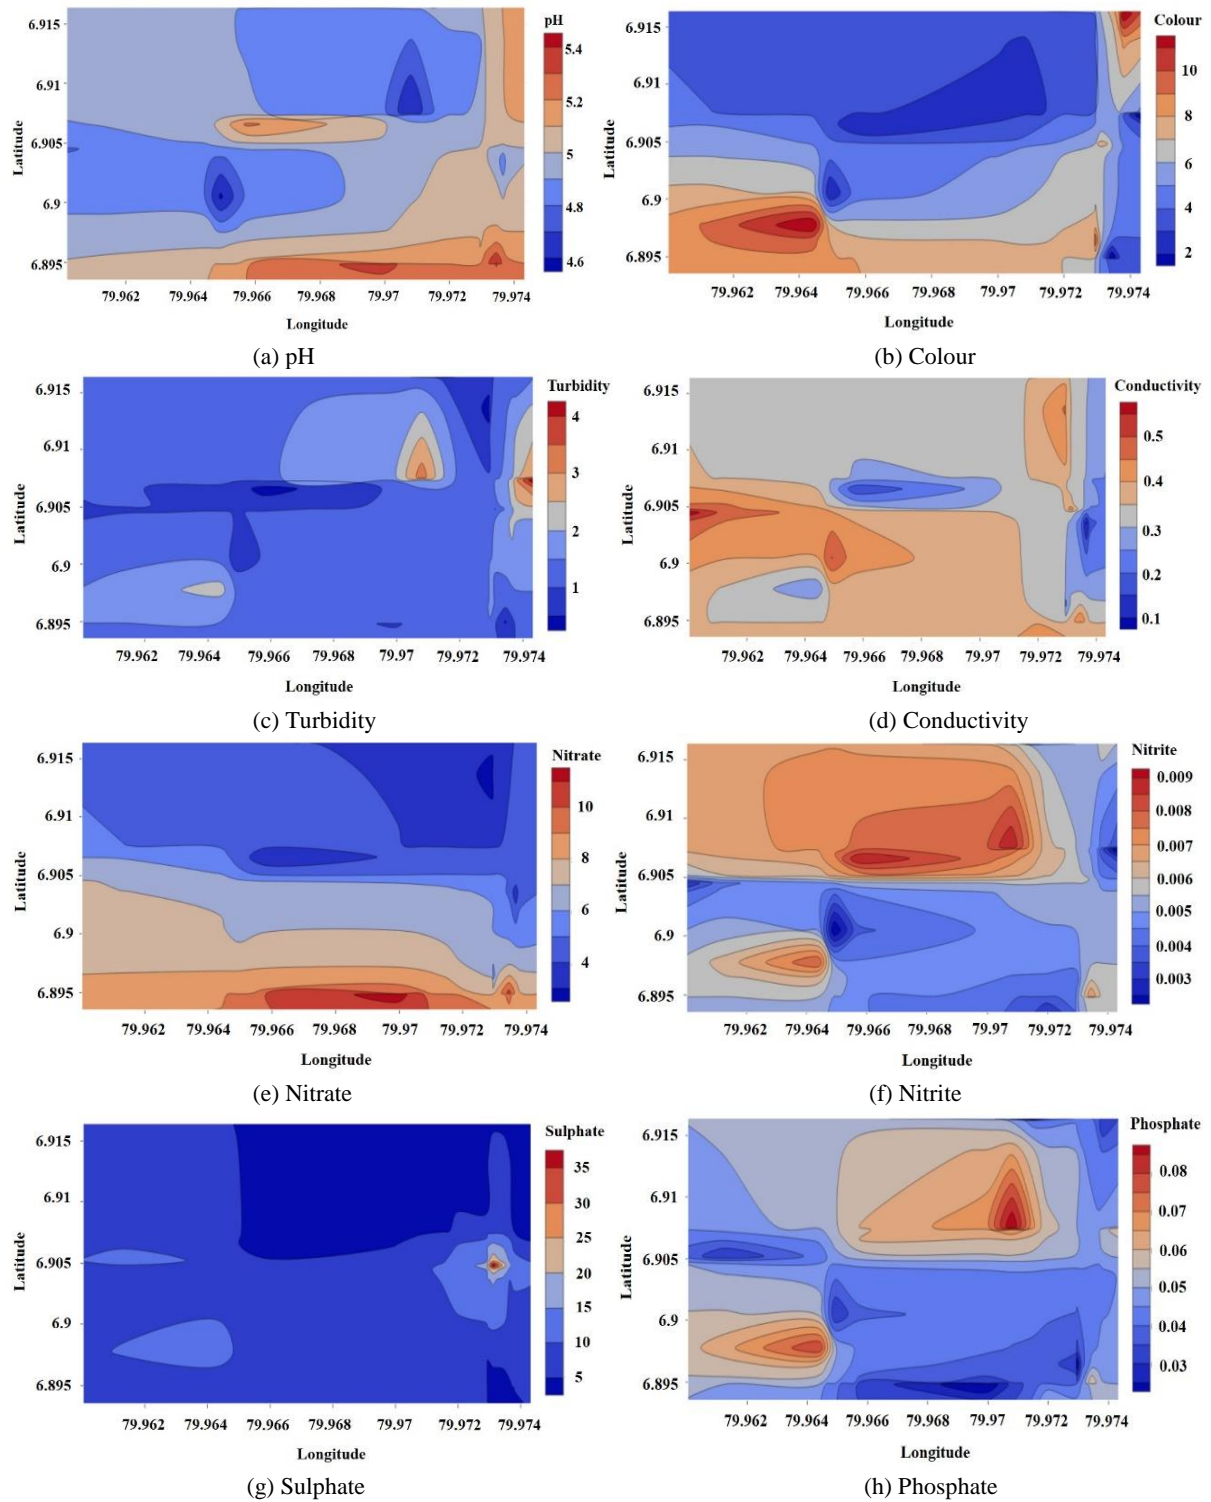 pH
6.915
5.4
6.91
5.2
6.905
5
6.9
4.8
6.895
4.6
Latitude
79.962 79.964 79.966 79.968 79.97 79.972 79.974
Longitude
(a) pH
Colour
6.915
10
6.91
8
6.905
6
6.9
4
6.895
2
Latitude
79.962 79.964 79.966 79.968 79.97 79.972 79.974
Longitude
(b) Colour
Turbidity
6.915
4
6.91
3
6.905
2
6.9
1
6.895
Latitude
79.962 79.964 79.966 79.968 79.97 79.972 79.974
Longitude
(c) Turbidity
Conductivity
6.915
0.5
6.91
0.4
6.905
0.3
6.9
0.2
6.895
0.1
Latitude
79.962 79.964 79.966 79.968 79.97 79.972 79.974
Longitude
(d) Conductivity
Nitrate
6.915
10
6.91
8
6.905
6
6.9
4
6.895
Latitude
79.962 79.964 79.966 79.968 79.97 79.972 79.974
Longitude
(e) Nitrate
Nitrite
6.915
0.009
0.008
6.91
0.007
6.905
0.006
0.005
6.9
0.004
6.895
0.003
Latitude
79.962 79.964 79.966 79.968 79.97 79.972 79.974
Longitude
(f) Nitrite
Sulphate
6.915
35
6.91
30
25
6.905
20
15
6.9
10
6.895
5
Latitude
79.962 79.964 79.966 79.968 79.97 79.972 79.974
Longitude
(g) Sulphate
Phosphate
6.915
0.08
6.91
0.07
6.905
0.06
0.05
6.9
0.04
6.895
0.03
Latitude
79.962 79.964 79.966 79.968 79.97 79.972 79.974
Longitude
(h) Phosphate